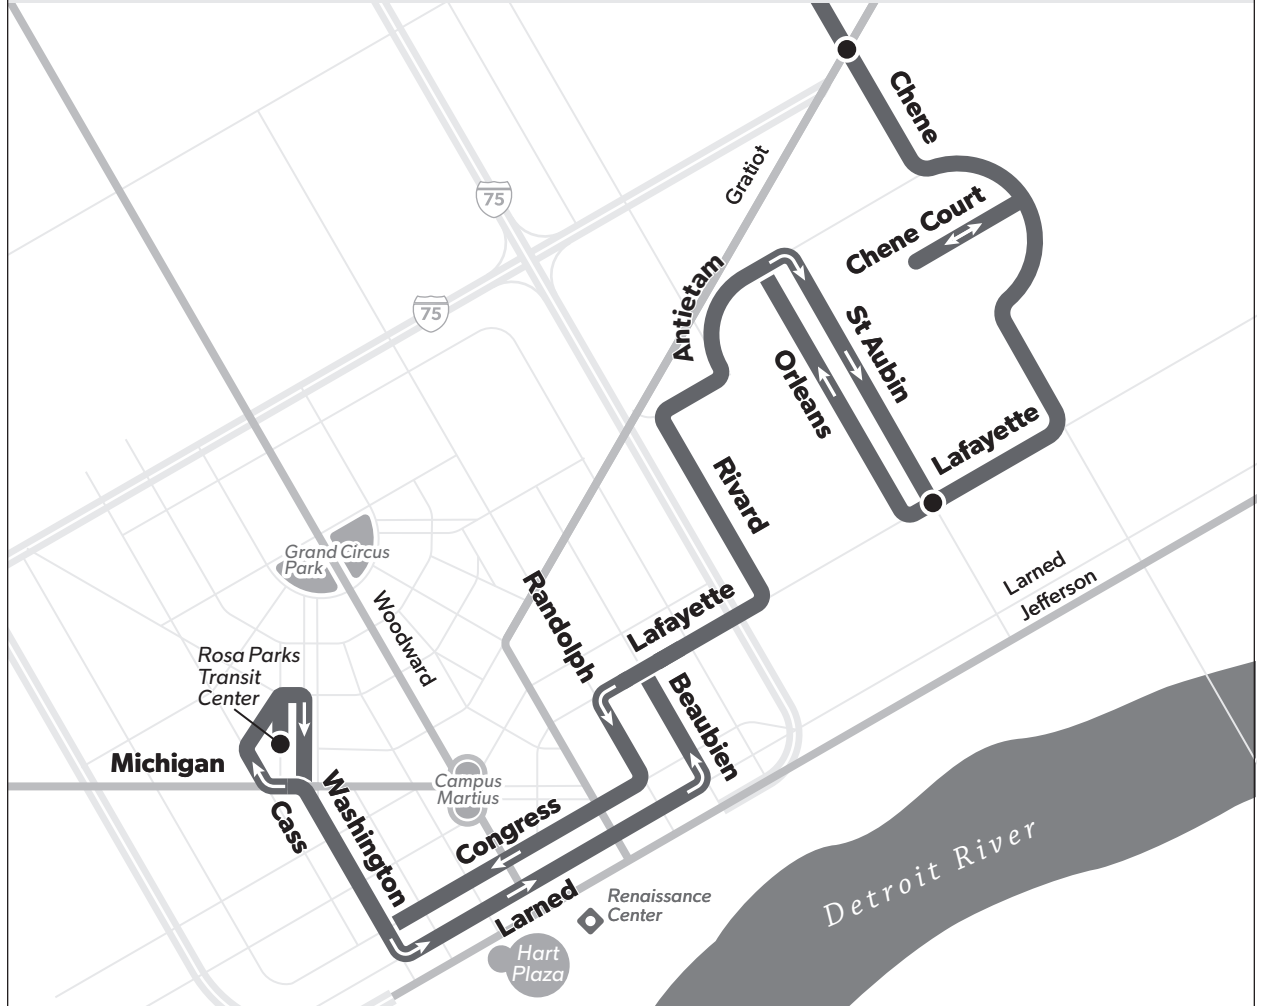 Chene
Gratiot
75
Chene Court
Antietam
75
St Aubin
Orleans
Lafayette
Rivard
Grand Circus
Park
Larned
Jefferson
Randolph
Lafayette
Woodward
Rosa Parks
Transit
Center
Beaubien
Michigan
Washington
Campus
Martius
Cass
Congress
Detroit River
Larned
Renaissance
Center
Hart
Plaza